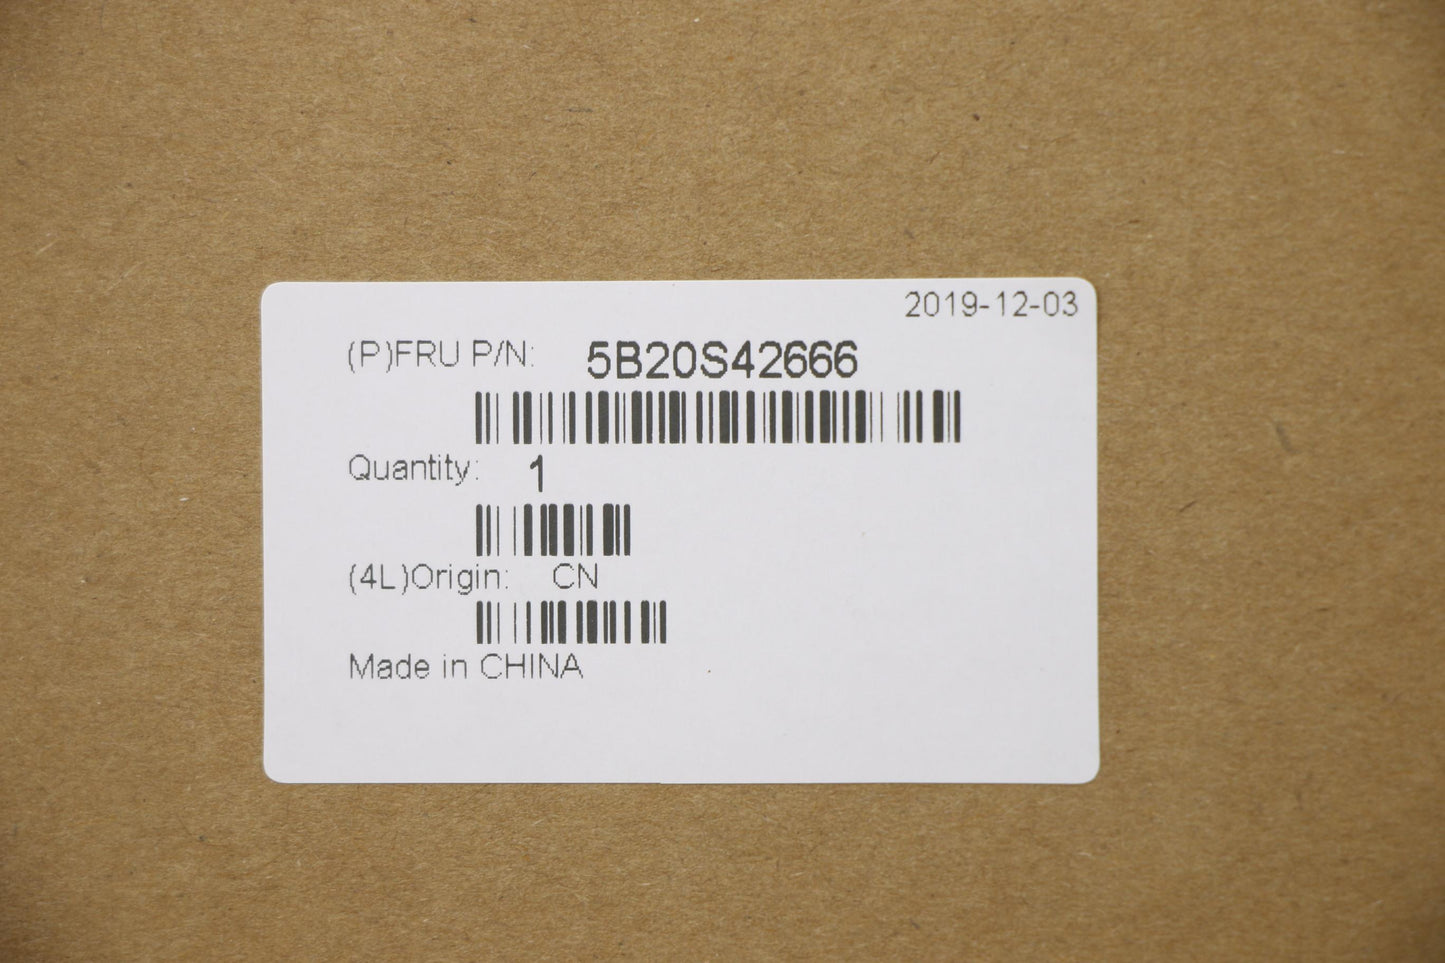 2019-12-03
(P)FRU P/N: 5B20S42666
Quantity: 1
(4L)Origin: CN
Made in CHINA